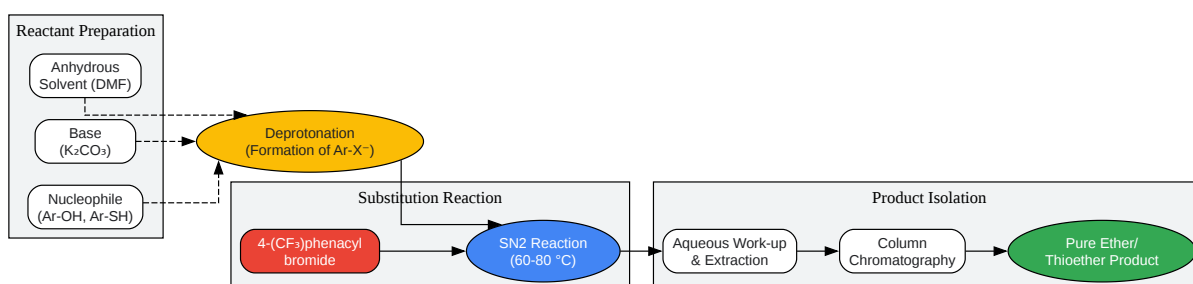 Reactant Preparation
Anhydrous
Solvent (DMF)
Base
(K₂CO₃)
Nucleophile
(Ar-OH, Ar-SH)
Deprotonation
(Formation of Ar-X⁻)
Substitution Reaction
4-(CF₃)phenacyl
bromide
SN2 Reaction
(60-80 °C)
Product Isolation
Aqueous Work-up
& Extraction
Column
Chromatography
Pure Ether/
Thioether Product